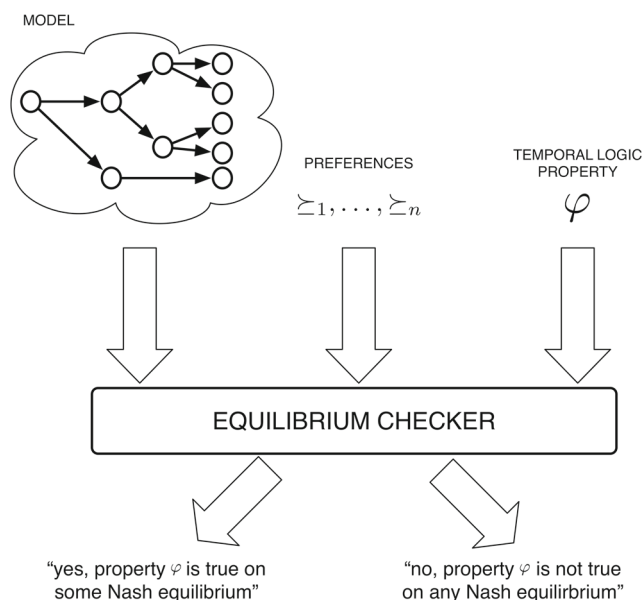 MODEL
PREFERENCES
⪰1, . . . , ⪰n
TEMPORAL LOGIC
PROPERTY
φ
EQUILIBRIUM CHECKER
“yes, property φ is true on
some Nash equilibrium”
“no, property φ is not true
on any Nash equilirbrium”